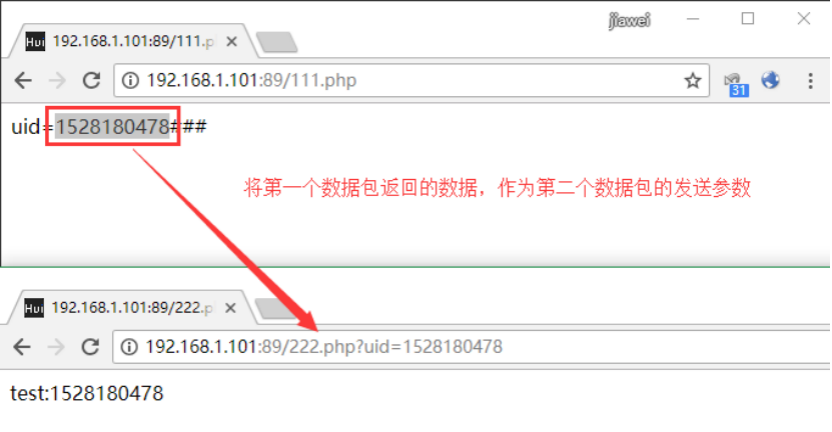 jiawei
Hui 192.168.1.101:89/111.p
192.168.1.101:89/111.php
31
uid=1528180478###
将第一个数据包返回的数据，作为第二个数据包的发送参数
Hui 192.168.1.101:89/222.p
192.168.1.101:89/222.php?uid=1528180478
test:1528180478